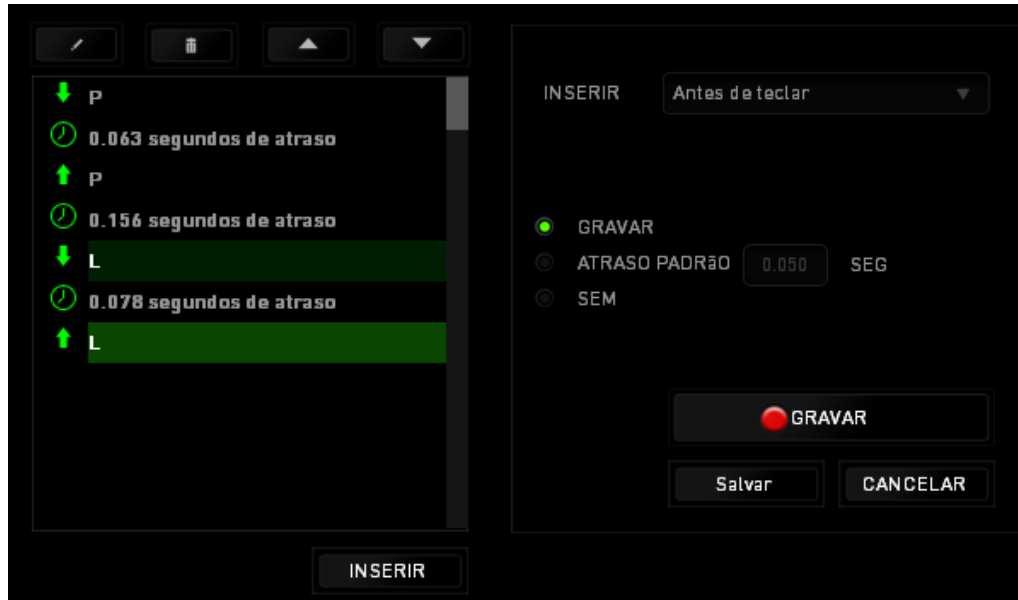 P
0.063 segundos de atraso
P
0.156 segundos de atraso
L
0.078 segundos de atraso
L
INSERIR
INSERIR Antes de teclar
GRAVAR
ATRASO PADRãO 0.050 SEG
SEM
GRAVAR
Salvar CANCELAR